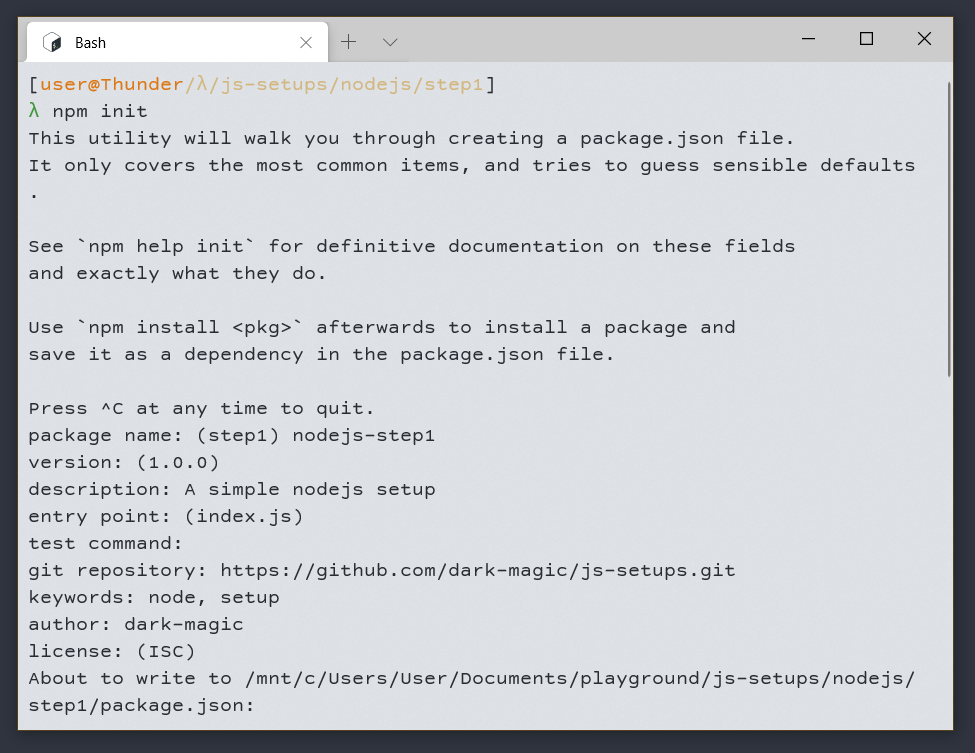 Bash
[user@Thunder/λ/js-setups/nodejs/step1]
λ npm init
This utility will walk you through creating a package.json file.
It only covers the most common items, and tries to guess sensible defaults
.
See `npm help init` for definitive documentation on these fields
and exactly what they do.
Use `npm install <pkg>` afterwards to install a package and
save it as a dependency in the package.json file.
Press ^C at any time to quit.
package name: (step1) nodejs-step1
version: (1.0.0)
description: A simple nodejs setup
entry point: (index.js)
test command:
git repository: https://github.com/dark-magic/js-setups.git
keywords: node, setup
author: dark-magic
license: (ISC)
About to write to /mnt/c/Users/User/Documents/playground/js-setups/nodejs/
step1/package.json: